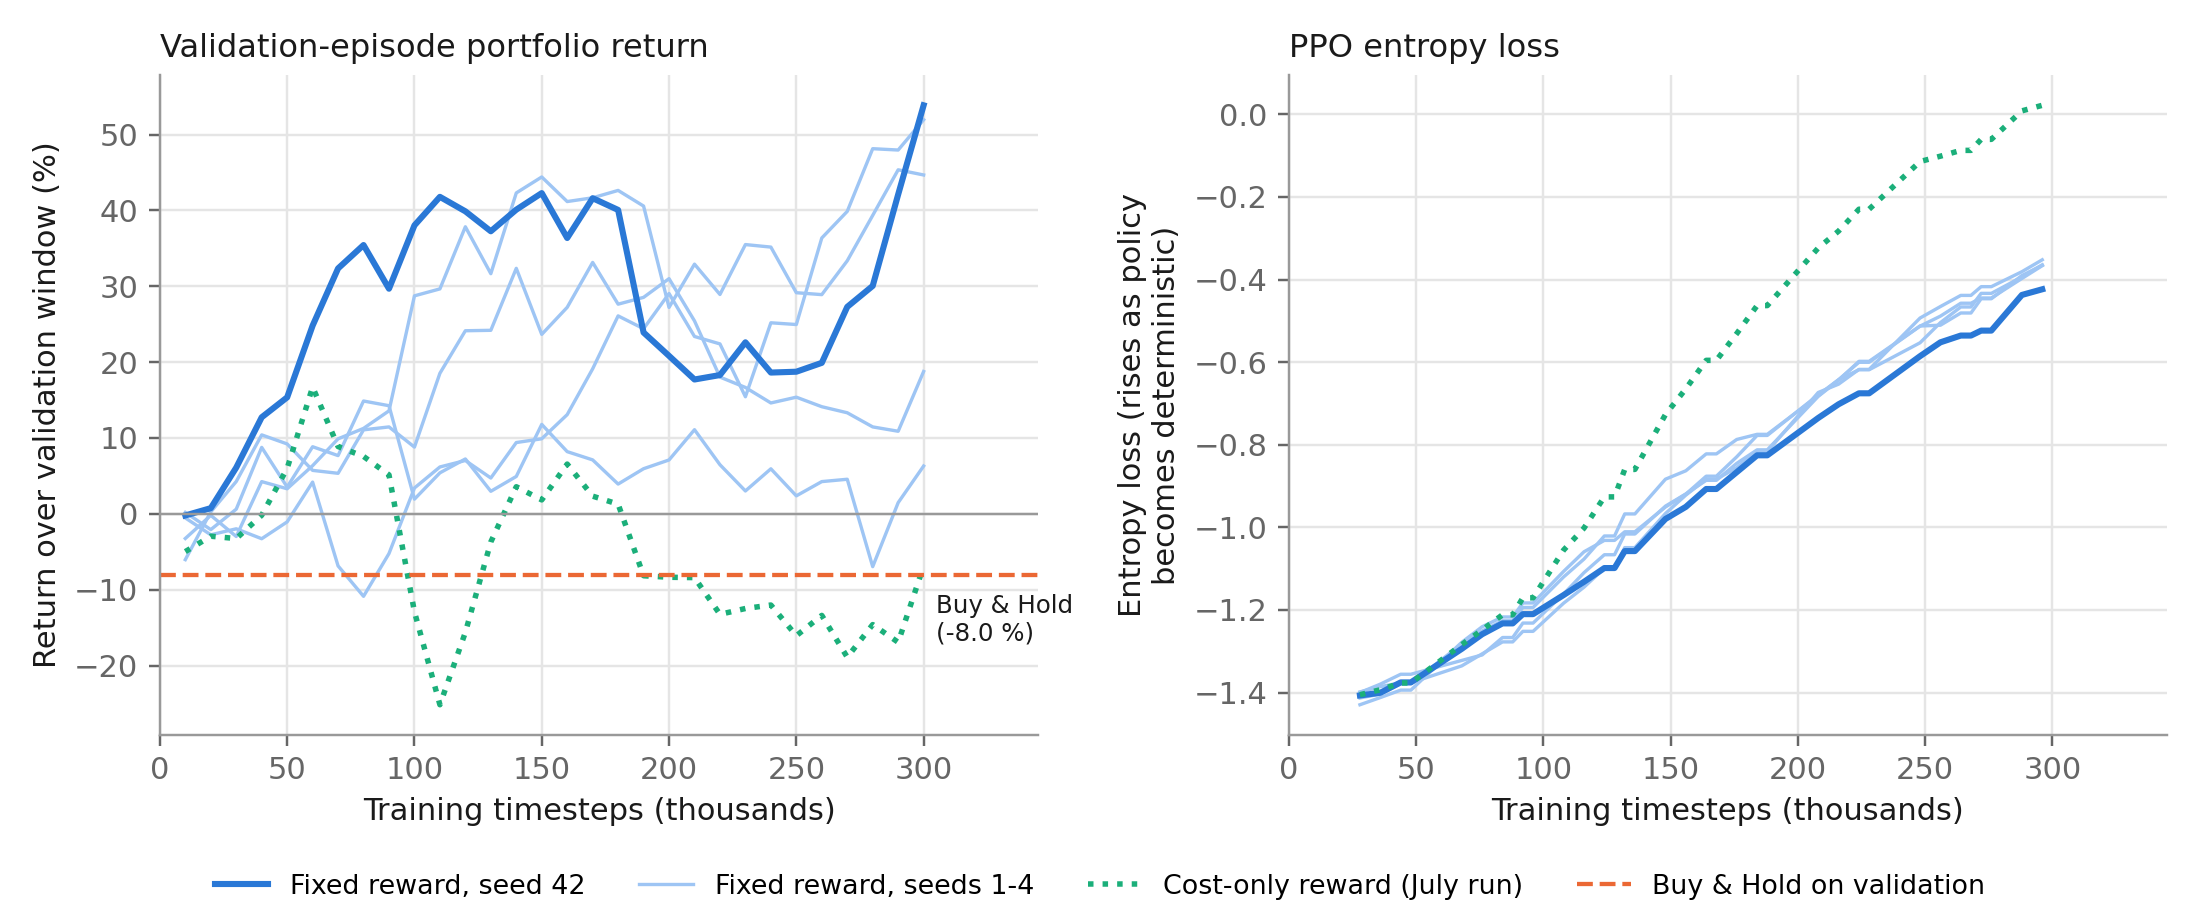 Validation-episode portfolio return
Return over validation window (%)
50
40
30
20
10
0
−10
−20
Buy & Hold
(-8.0 %)
0 50 100 150 200 250 300
Training timesteps (thousands)
PPO entropy loss
Entropy loss (rises as policy
becomes deterministic)
0.0
−0.2
−0.4
−0.6
−0.8
−1.0
−1.2
−1.4
0 50 100 150 200 250 300
Training timesteps (thousands)
Fixed reward, seed 42 Fixed reward, seeds 1-4 Cost-only reward (July run) Buy & Hold on validation